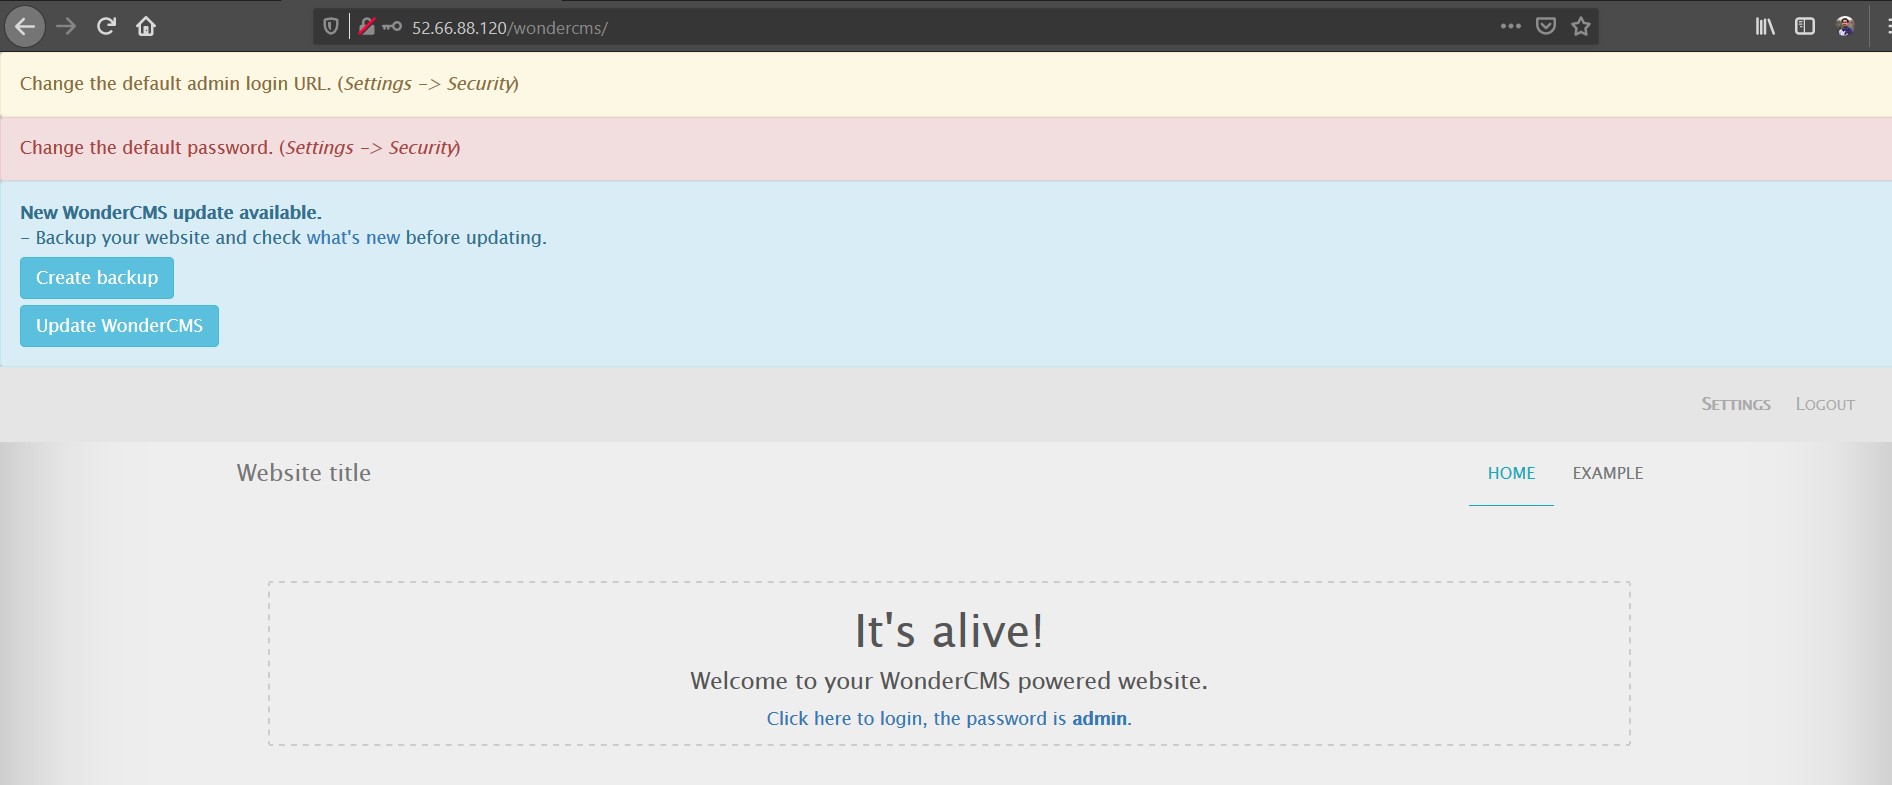 52.66.88.120/wondercms/
Change the default admin login URL. (Settings -> Security)
Change the default password. (Settings -> Security)
New WonderCMS update available.
- Backup your website and check what's new before updating.
Create backup
Update WonderCMS
SETTINGS LOGOUT
Website title HOME EXAMPLE
It's alive!
Welcome to your WonderCMS powered website.
Click here to login, the password is admin.